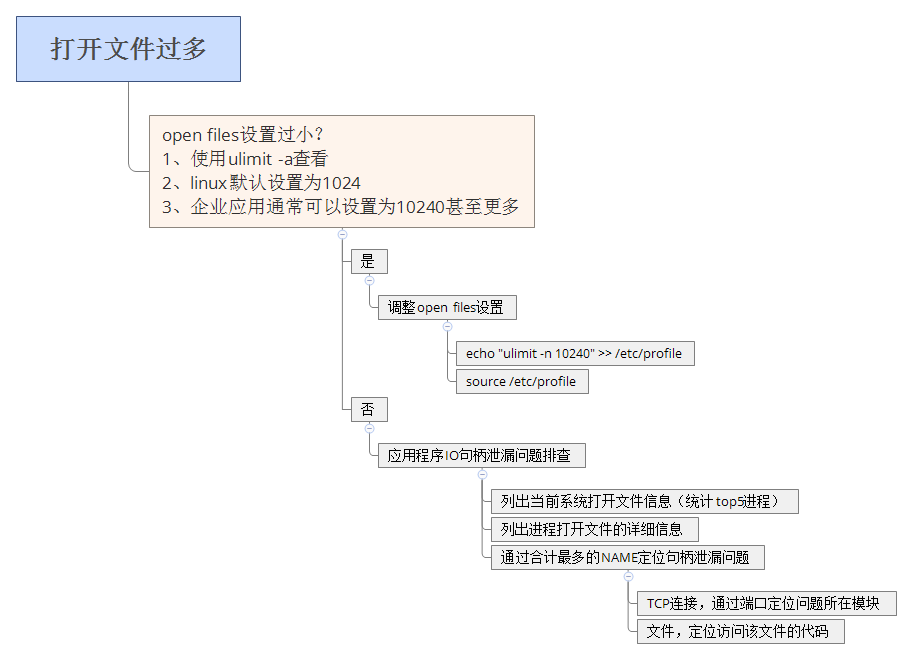 打开文件过多
open files设置过小？
1、使用ulimit -a查看
2、linux默认设置为1024
3、企业应用通常可以设置为10240甚至更多
是
调整open files设置
echo "ulimit -n 10240" >> /etc/profile
source /etc/profile
否
应用程序IO句柄泄漏问题排查
列出当前系统打开文件信息（统计 top5进程）
列出进程打开文件的详细信息
通过合计最多的NAME定位句柄泄漏问题
TCP连接，通过端口定位问题所在模块
文件，定位访问该文件的代码